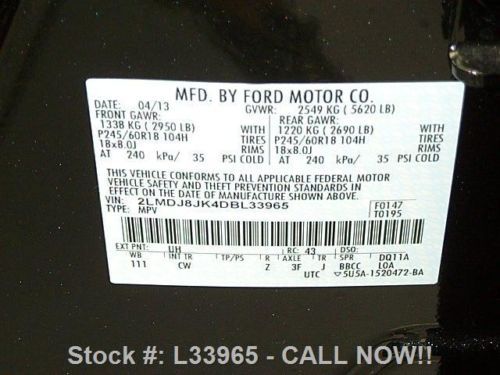 MFD. BY FORD MOTOR CO.
DATE: 04/13 GVWR: 2549 KG ( 5620 LB)
FRONT GAWR: REAR GAWR:
1338 KG ( 2950 LB) WITH 1220 KG ( 2690 LB) WITH
P245/60R18 104H TIRES P245/60R18 104H TIRES
18x8.0J RIMS 18x8.0J RIMS
AT 240 kPa/ 35 PSI COLD AT 240 kPa/ 35 PSI COLD
THIS VEHICLE CONFORMS TO ALL APPLICABLE FEDERAL MOTOR
VEHICLE SAFETY AND THEFT PREVENTION STANDARDS IN EFFECT
ON THE DATE OF MANUFACTURE SHOWN ABOVE.
VIN: 2LMDJ8JK4DBL33965 F0147
TYPE: MPV T0195
EXT PNT: UH RC: 43 DSO:
WB BRK INT TR TP/PS R AXLE TR SPR DQ11A
111 CW Z 3F J BBCC LOA
UTC 5U5A-1520472-BA
Stock #: L33965 - CALL NOW!!